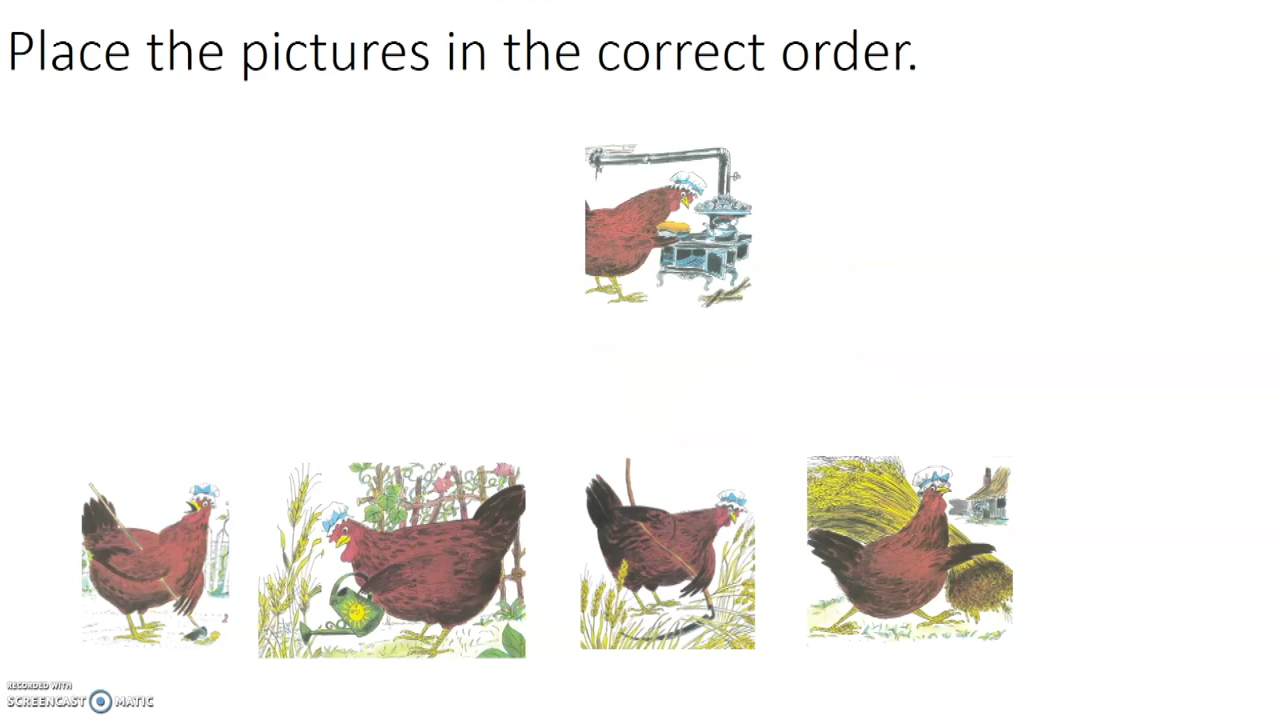 Place the pictures in the correct order.
RECORDED WITH
SCREENCAST MATIC